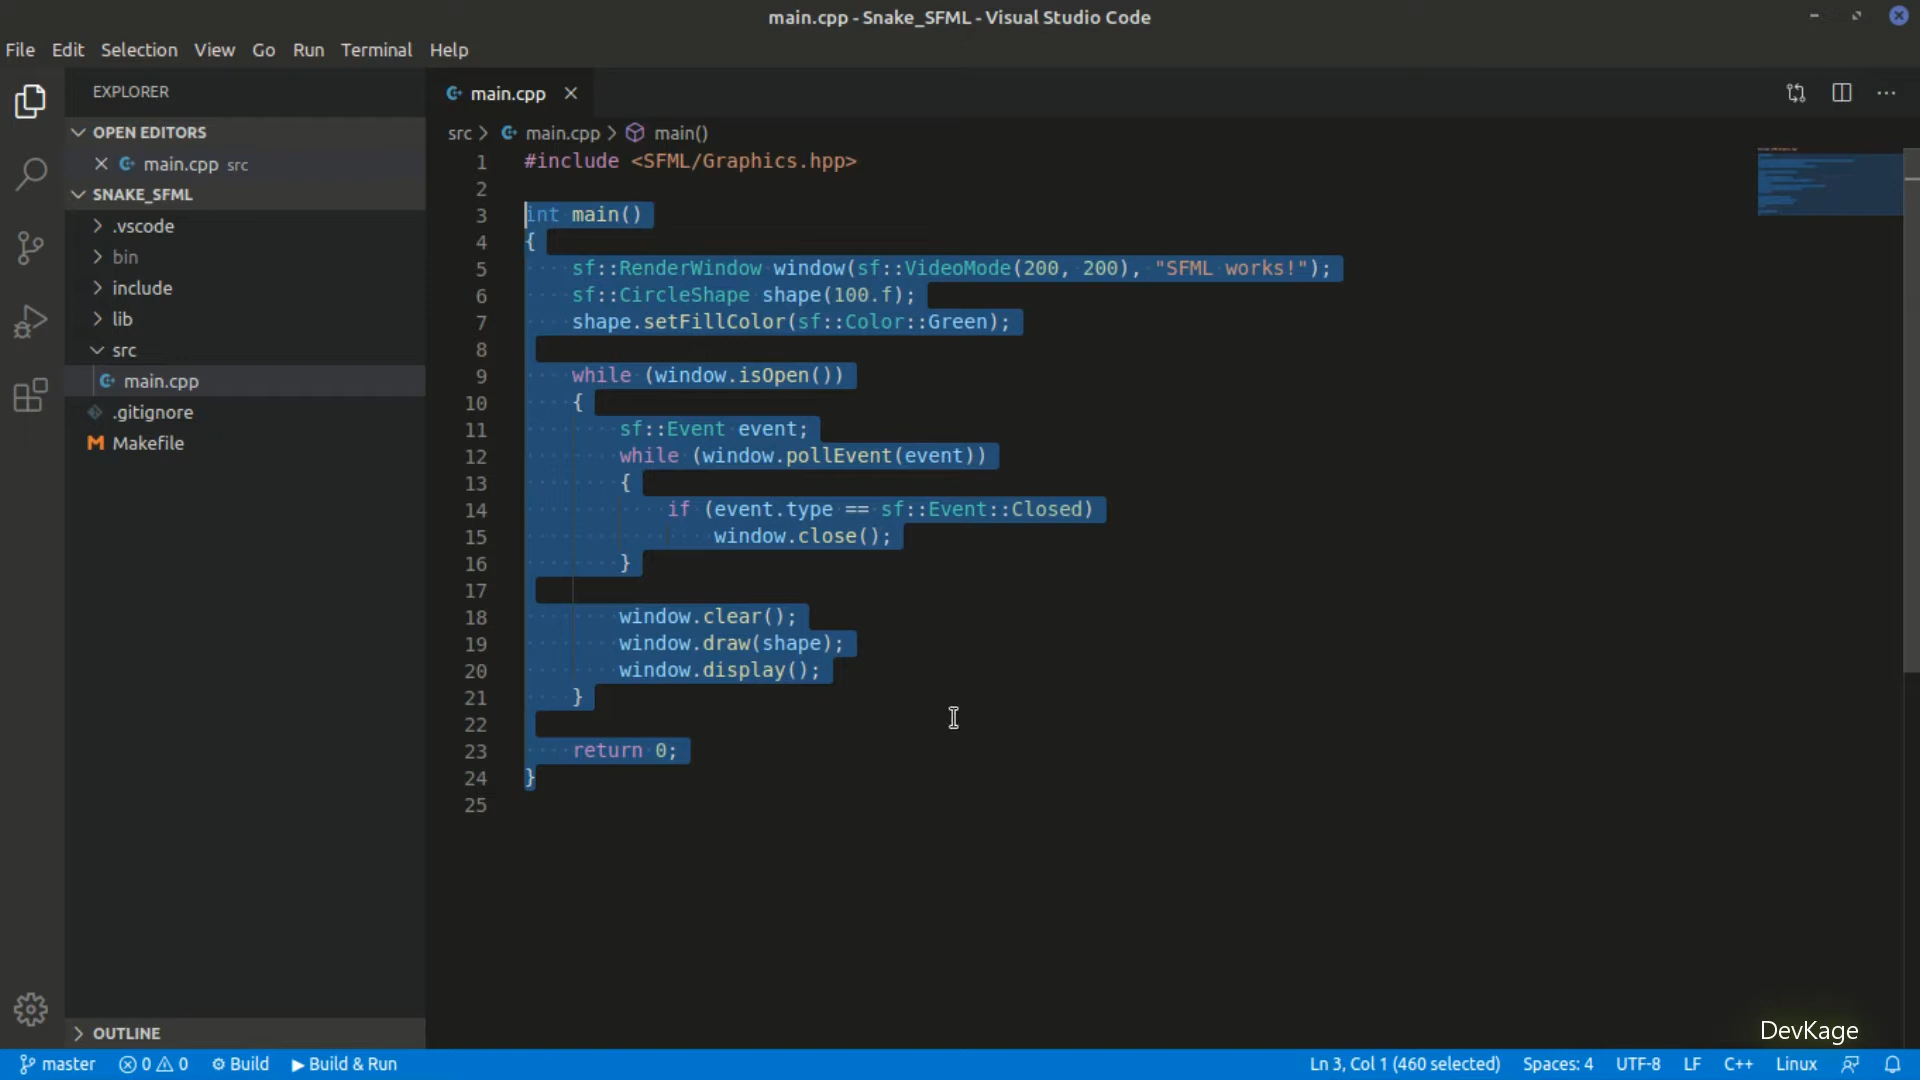 main.cpp - Snake_SFML - Visual Studio Code
File Edit Selection View Go Run Terminal Help
EXPLORER
OPEN EDITORS
main.cpp src
SNAKE_SFML
.vscode
bin
include
lib
src
main.cpp
.gitignore
Makefile
OUTLINE
main.cpp
src > main.cpp > main()
1 #include <SFML/Graphics.hpp>
2
3 int main()
4 {
5     sf::RenderWindow window(sf::VideoMode(200, 200), "SFML works!");
6     sf::CircleShape shape(100.f);
7     shape.setFillColor(sf::Color::Green);
8
9     while (window.isOpen())
10     {
11         sf::Event event;
12         while (window.pollEvent(event))
13         {
14             if (event.type == sf::Event::Closed)
15                 window.close();
16         }
17
18         window.clear();
19         window.draw(shape);
20         window.display();
21     }
22
23     return 0;
24 }
25
DevKage
master 0 0 Build Build & Run Ln 3, Col 1 (460 selected) Spaces: 4 UTF-8 LF C++ Linux